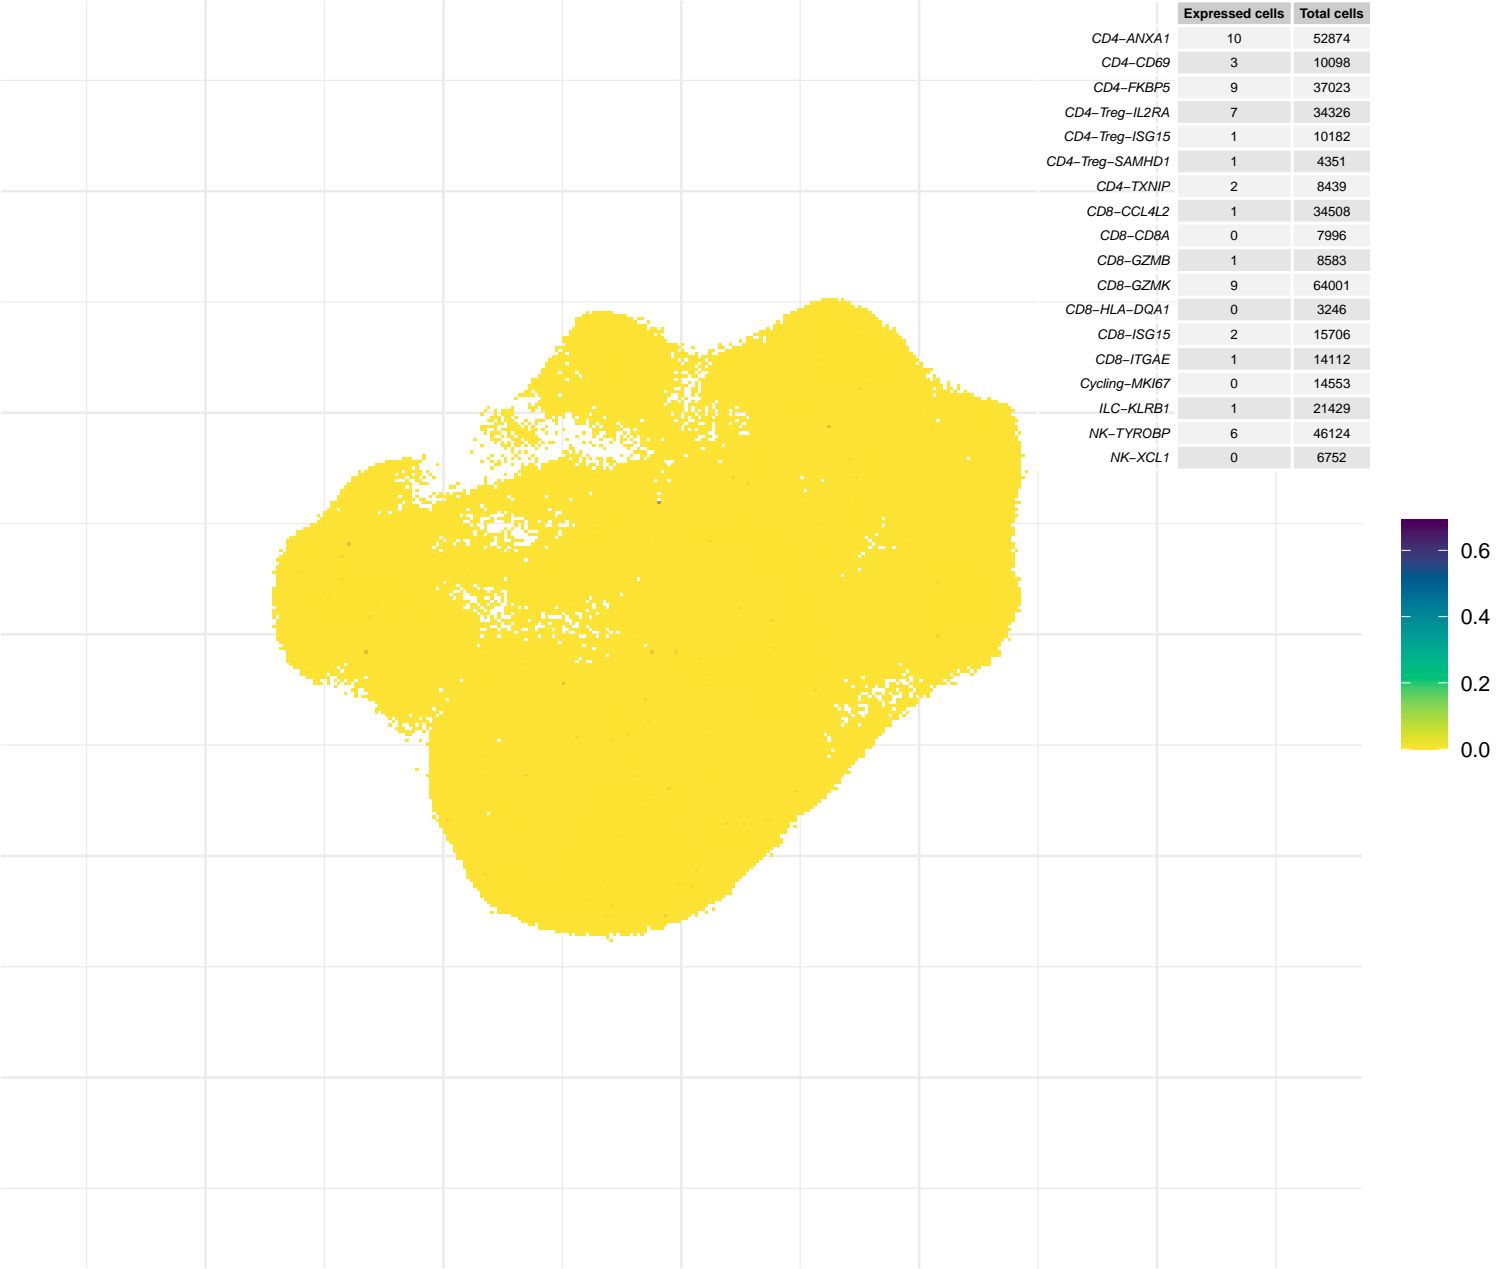 Expressed cells Total cells
CD4−ANXA1 10 52874
CD4−CD69 3 10098
CD4−FKBP5 9 37023
CD4−Treg−IL2RA 7 34326
CD4−Treg−ISG15 1 10182
CD4−Treg−SAMHD1 1 4351
CD4−TXNIP 2 8439
CD8−CCL4L2 1 34508
CD8−CD8A 0 7996
CD8−GZMB 1 8583
CD8−GZMK 9 64001
CD8−HLA−DQA1 0 3246
CD8−ISG15 2 15706
CD8−ITGAE 1 14112
Cycling−MKI67 0 14553
ILC−KLRB1 1 21429
NK−TYROBP 6 46124
NK−XCL1 0 6752
0.6
0.4
0.2
0.0